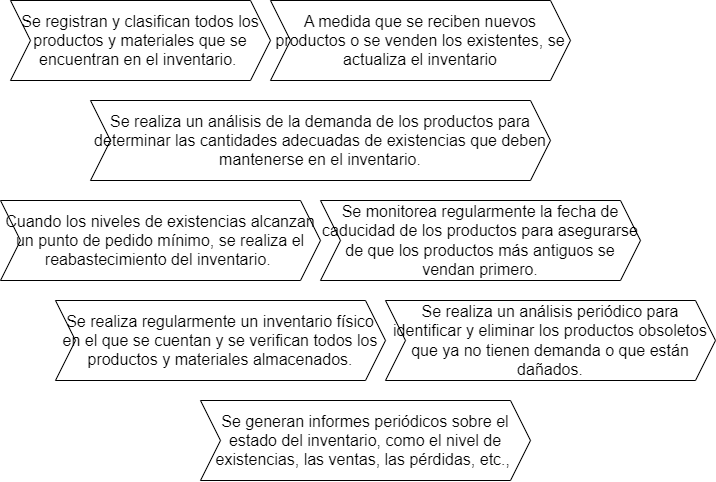 Se registran y clasifican todos los
productos y materiales que se
encuentran en el inventario.
A medida que se reciben nuevos
productos o se venden los existentes, se
actualiza el inventario
Se realiza un análisis de la demanda de los productos para
determinar las cantidades adecuadas de existencias que deben
mantenerse en el inventario.
Cuando los niveles de existencias alcanzan
un punto de pedido mínimo, se realiza el
reabastecimiento del inventario.
Se monitorea regularmente la fecha de
caducidad de los productos para asegurarse
de que los productos más antiguos se
vendan primero.
Se realiza regularmente un inventario físico
en el que se cuentan y se verifican todos los
productos y materiales almacenados.
Se realiza un análisis periódico para
identificar y eliminar los productos obsoletos
que ya no tienen demanda o que están
dañados.
Se generan informes periódicos sobre el
estado del inventario, como el nivel de
existencias, las ventas, las pérdidas, etc.,